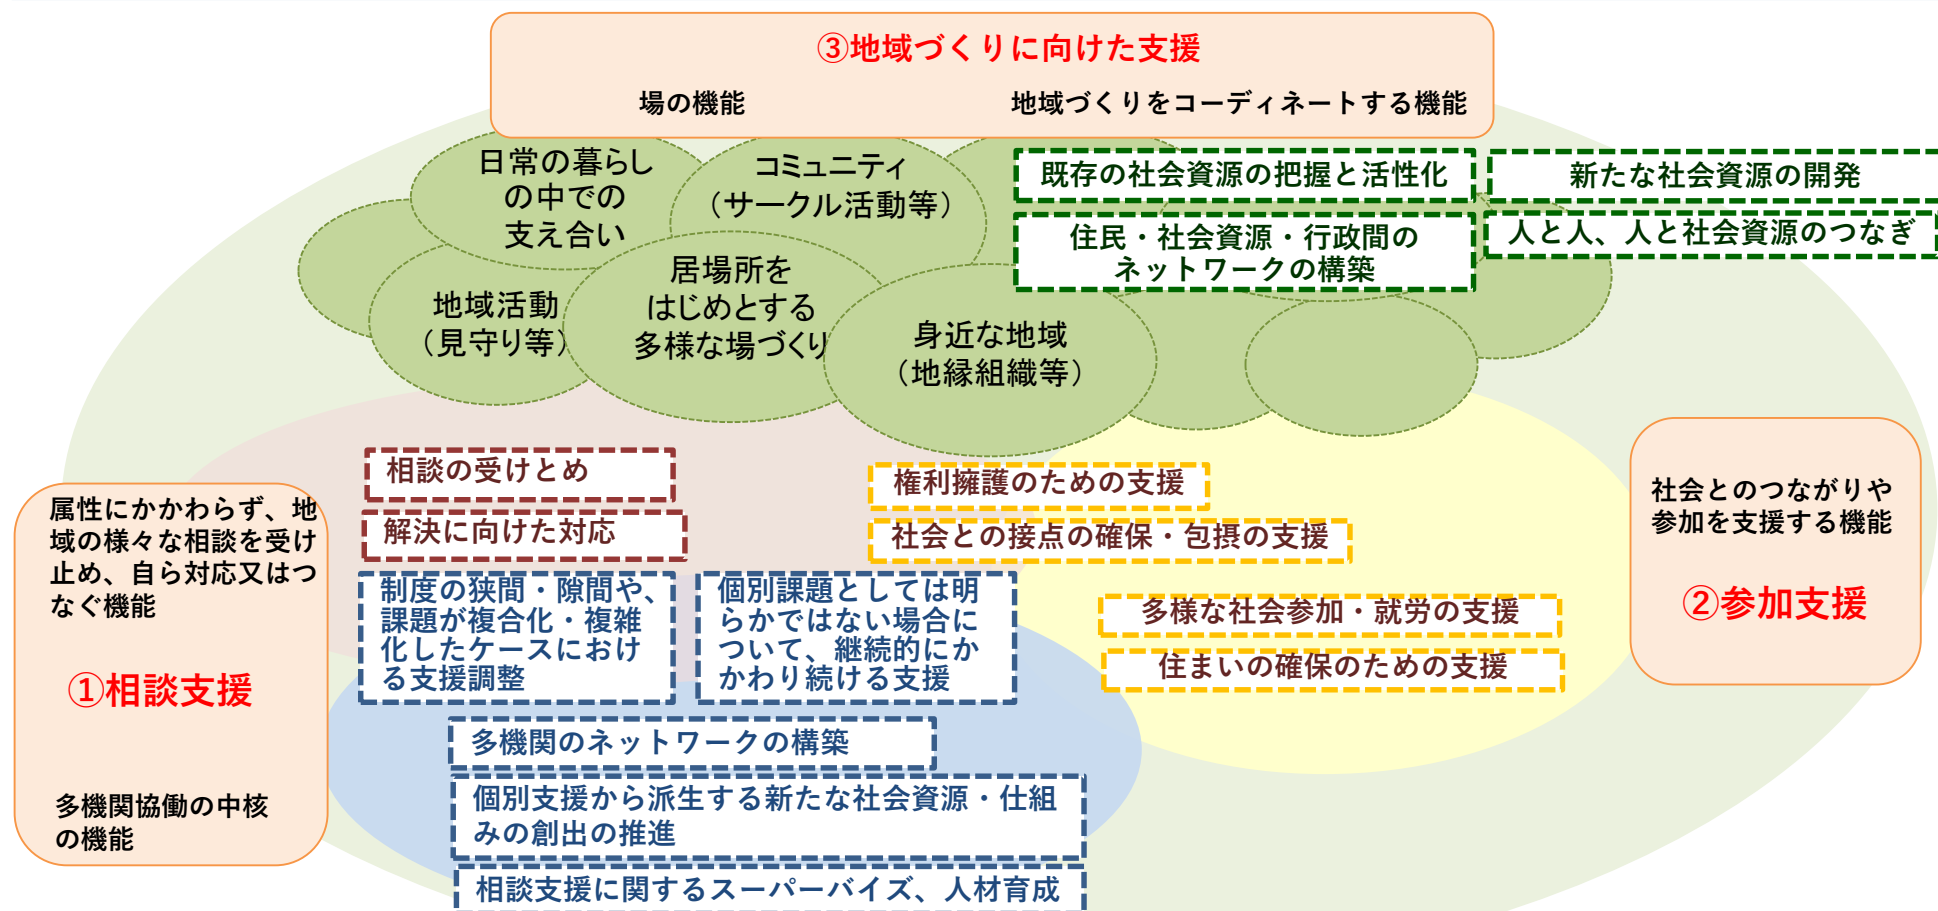 ③地域づくりに向けた支援
場の機能
地域づくりをコーディネートする機能
日常の暮らし
の中での
支え合い
コミュニティ
（サークル活動等）
既存の社会資源の把握と活性化
新たな社会資源の開発
住民・社会資源・行政間の
ネットワークの構築
人と人、人と社会資源のつなぎ
地域活動
（見守り等）
居場所を
はじめとする
多様な場づくり
身近な地域
（地縁組織等）
相談の受けとめ
解決に向けた対応
権利擁護のための支援
社会との接点の確保・包摂の支援
社会とのつながりや
参加を支援する機能
②参加支援
属性にかかわらず、地
域の様々な相談を受け
止め、自ら対応又はつ
なぐ機能
①相談支援
多機関協働の中核
の機能
制度の狭間・隙間や、
課題が複合化・複雑
化したケースにおけ
る支援調整
個別課題としては明
らかではない場合に
ついて、継続的にか
かわり続ける支援
多様な社会参加・就労の支援
住まいの確保のための支援
多機関のネットワークの構築
個別支援から派生する新たな社会資源・仕組
みの創出の推進
相談支援に関するスーパーバイズ、人材育成